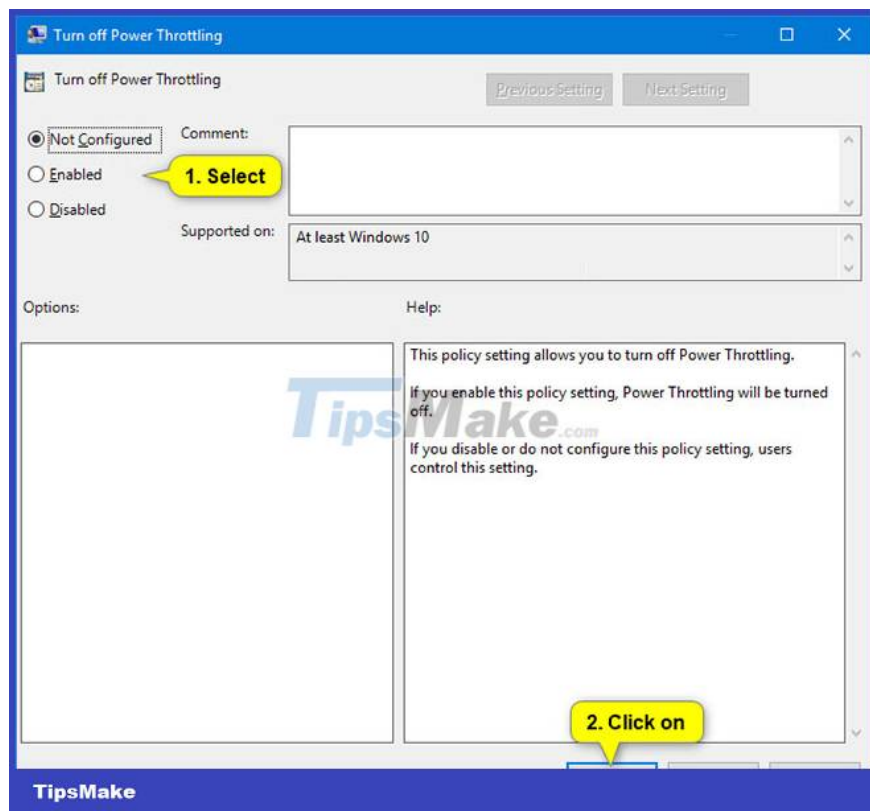 Turn off Power Throttling
Turn off Power Throttling
Previous Setting
Next Setting
Not Configured
Comment:
Enabled
1. Select
Disabled
Supported on:
At least Windows 10
Options:
Help:
This policy setting allows you to turn off Power Throttling.
If you enable this policy setting, Power Throttling will be turned
off.
If you disable or do not configure this policy setting, users
control this setting.
TipsMake.com
2. Click on
TipsMake